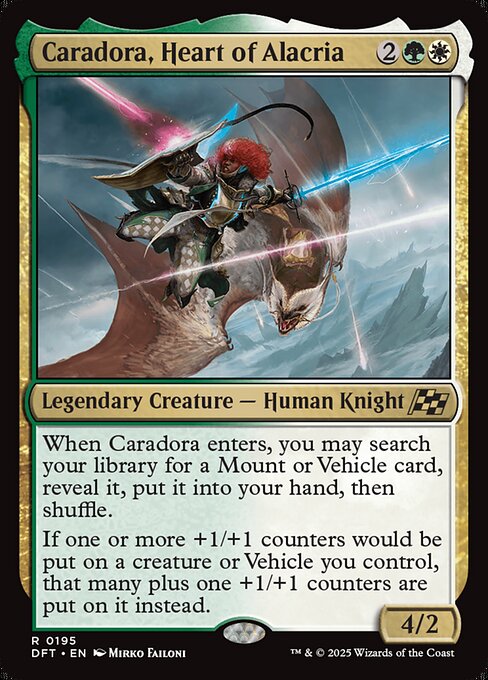 Caradora, Heart of Alacria 2
Legendary Creature — Human Knight
When Caradora enters, you may search
your library for a Mount or Vehicle card,
reveal it, put it into your hand, then
shuffle.
If one or more +1/+1 counters would be
put on a creature or Vehicle you control,
that many plus one +1/+1 counters are
put on it instead.
4/2
R 0195
DFT • EN Mirko Failoni
™ & © 2025 Wizards of the Coast